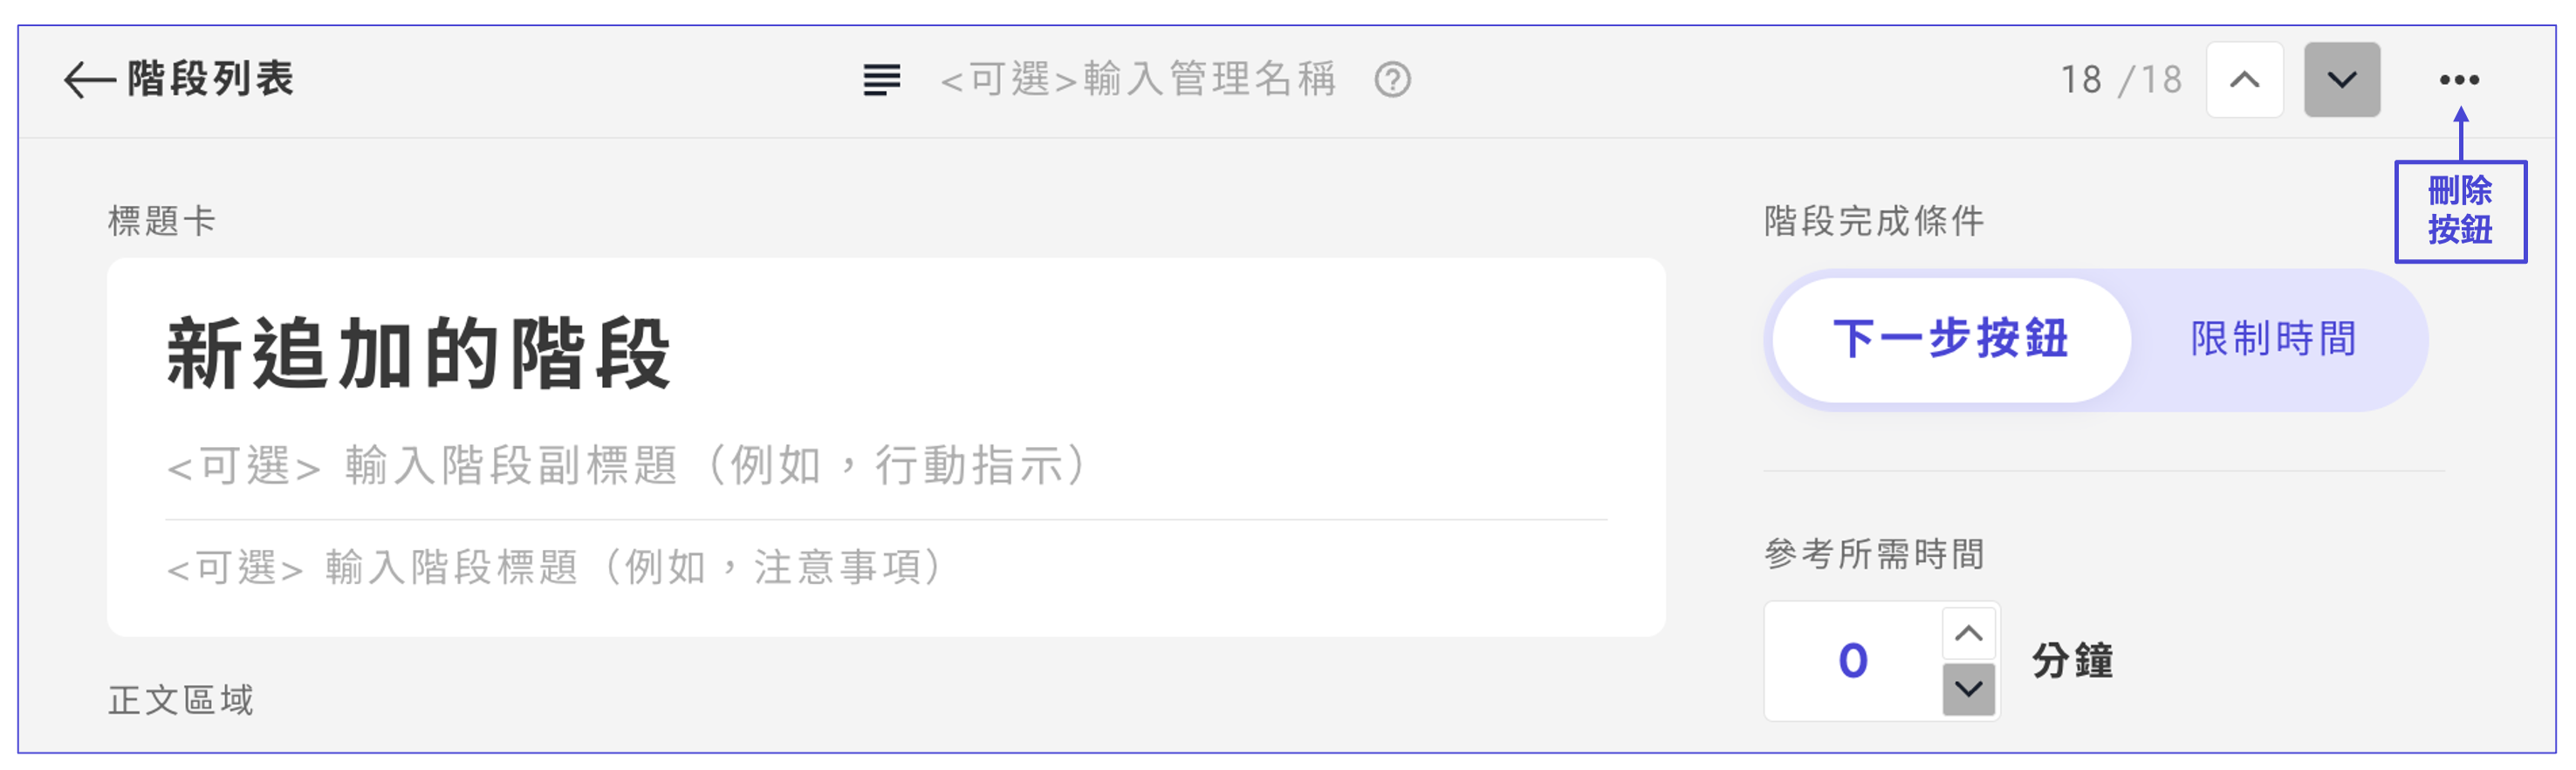 階段列表
<可選>輸入管理名稱
18 /18
刪除
按鈕
標題卡
新追加的階段
<可選> 輸入階段副標題（例如，行動指示）
<可選> 輸入階段標題（例如，注意事項）
正文區域
階段完成條件
下一步按鈕
限制時間
參考所需時間
0
分鐘